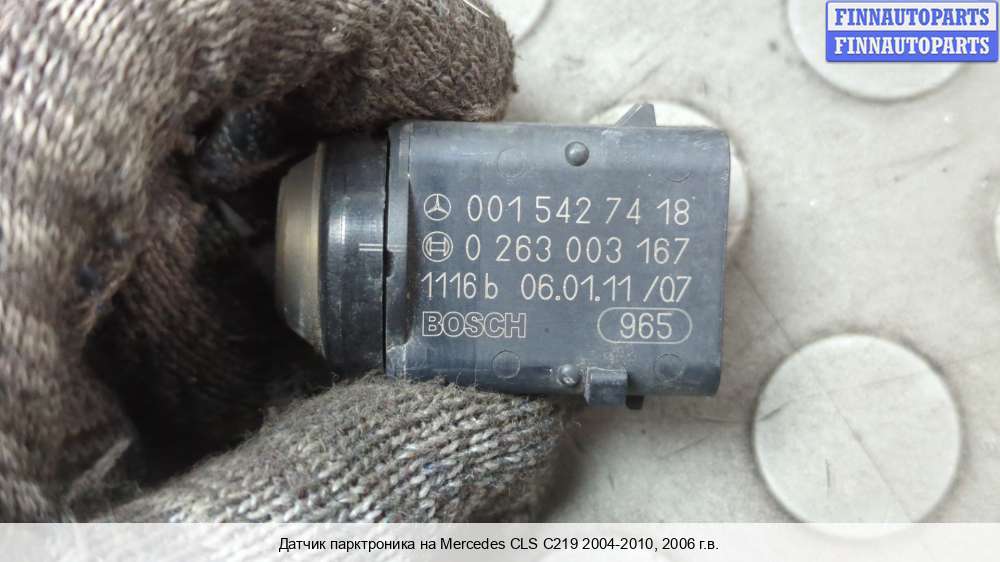 FINNAUTOPARTS
FINNAUTOPARTS
001 542 74 18
0 263 003 167
1116b 06.01.11/07
BOSCH 965
Датчик парктроника на Mercedes CLS C219 2004-2010, 2006 г.в.